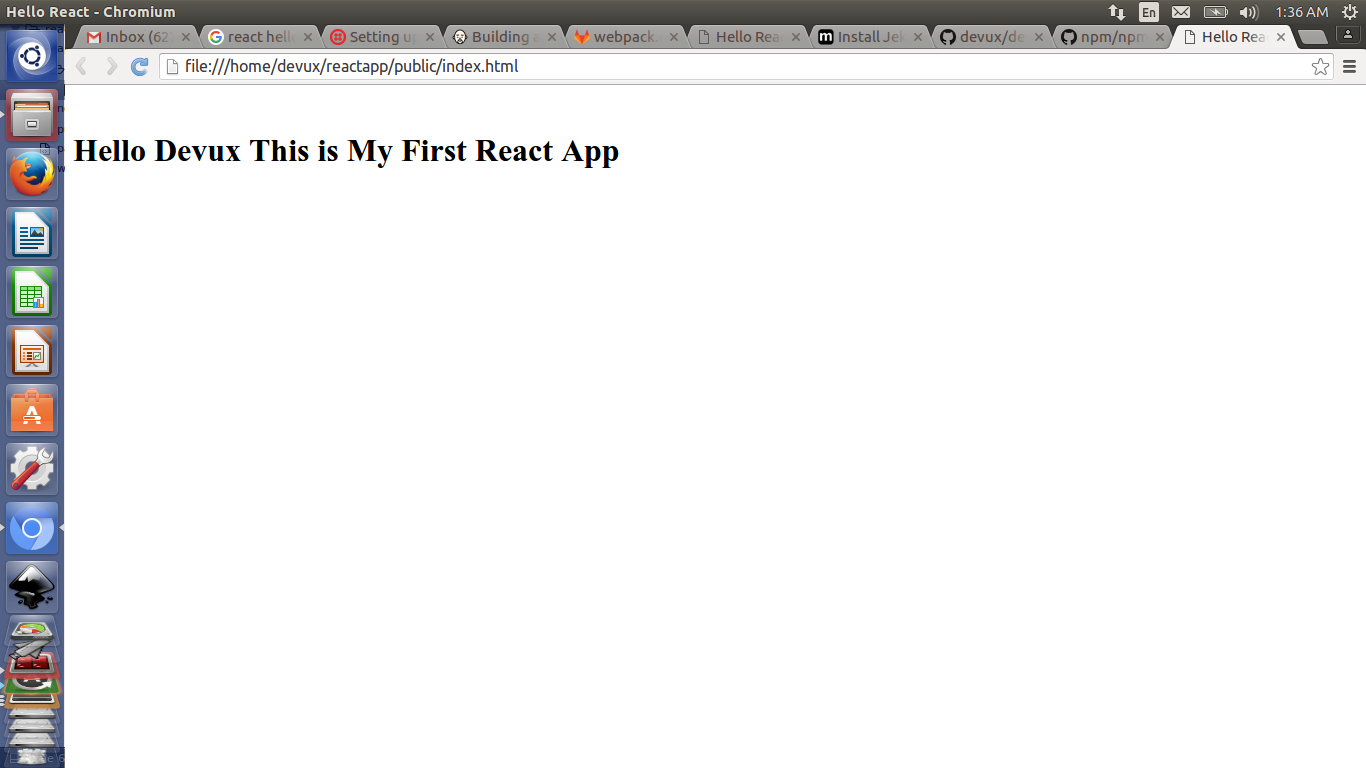 Hello React - Chromium
En
1:36 AM
Inbox (62
react hell
Setting up
Building a
webpack.
Hello Rea
Install Jek
devux/de
npm/npm
Hello Rea
file:///home/devux/reactapp/public/index.html
Hello Devux This is My First React App